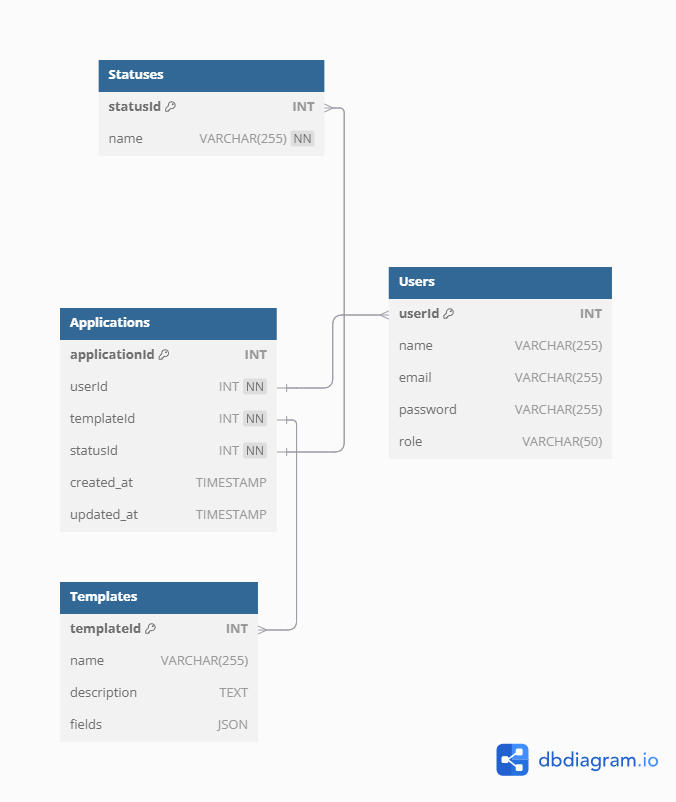 Statuses
statusId INT
name VARCHAR(255) NN
Users
userId INT
name VARCHAR(255)
email VARCHAR(255)
password VARCHAR(255)
role VARCHAR(50)
Applications
applicationId INT
userId INT NN
templateId INT NN
statusId INT NN
created_at TIMESTAMP
updated_at TIMESTAMP
Templates
templateId INT
name VARCHAR(255)
description TEXT
fields JSON
dbdiagram.io